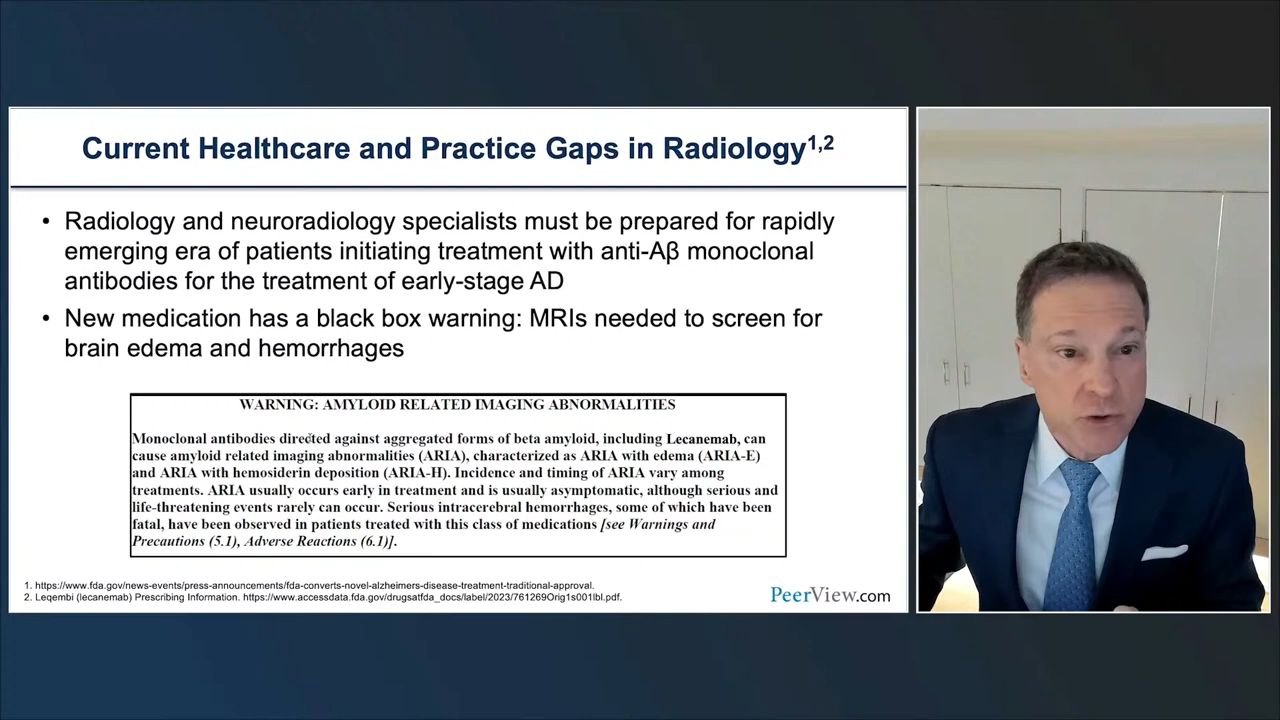 Current Healthcare and Practice Gaps in Radiology1,2
• Radiology and neuroradiology specialists must be prepared for rapidly
emerging era of patients initiating treatment with anti-Aβ monoclonal
antibodies for the treatment of early-stage AD
• New medication has a black box warning: MRIs needed to screen for
brain edema and hemorrhages
WARNING: AMYLOID RELATED IMAGING ABNORMALITIES
Monoclonal antibodies directed against aggregated forms of beta amyloid, including Lecanemab, can
cause amyloid related imaging abnormalities (ARIA), characterized as ARIA with edema (ARIA-E)
and ARIA with hemosiderin deposition (ARIA-H). Incidence and timing of ARIA vary among
treatments. ARIA usually occurs early in treatment and is usually asymptomatic, although serious and
life-threatening events rarely can occur. Serious intracerebral hemorrhages, some of which have been
fatal, have been observed in patients treated with this class of medications [see Warnings and
Precautions (5.1), Adverse Reactions (6.1)].
1. https://www.fda.gov/news-events/press-announcements/fda-converts-novel-alzheimers-disease-treatment-traditional-approval.
2. Leqembi (lecanemab) Prescribing Information. https://www.accessdata.fda.gov/drugsatfda_docs/label/2023/761269Orig1s001lbl.pdf.
PeerView.com